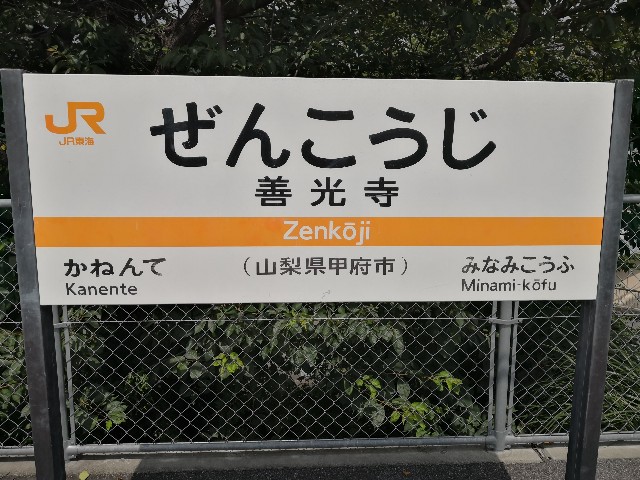 JR
JR東海
ぜんこうじ
善光寺
Zenkōji
かねんて (山梨県甲府市) みなみこうふ
Kanente Minami-kōfu